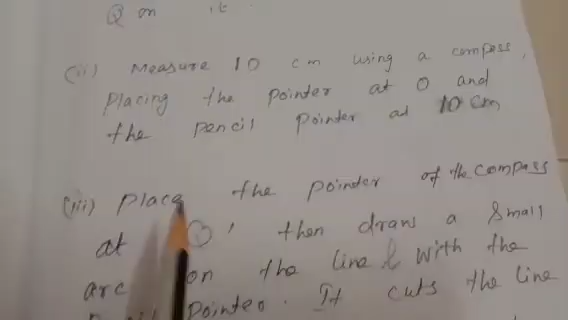 Q on it.
(ii) Measure 10 cm using a compass,
placing the pointer at 0 and
the pencil pointer at 10 cm
(iii) Place the pointer of the compass
at ' then draw a small
arc on the line l with the
pointer. It cuts the line